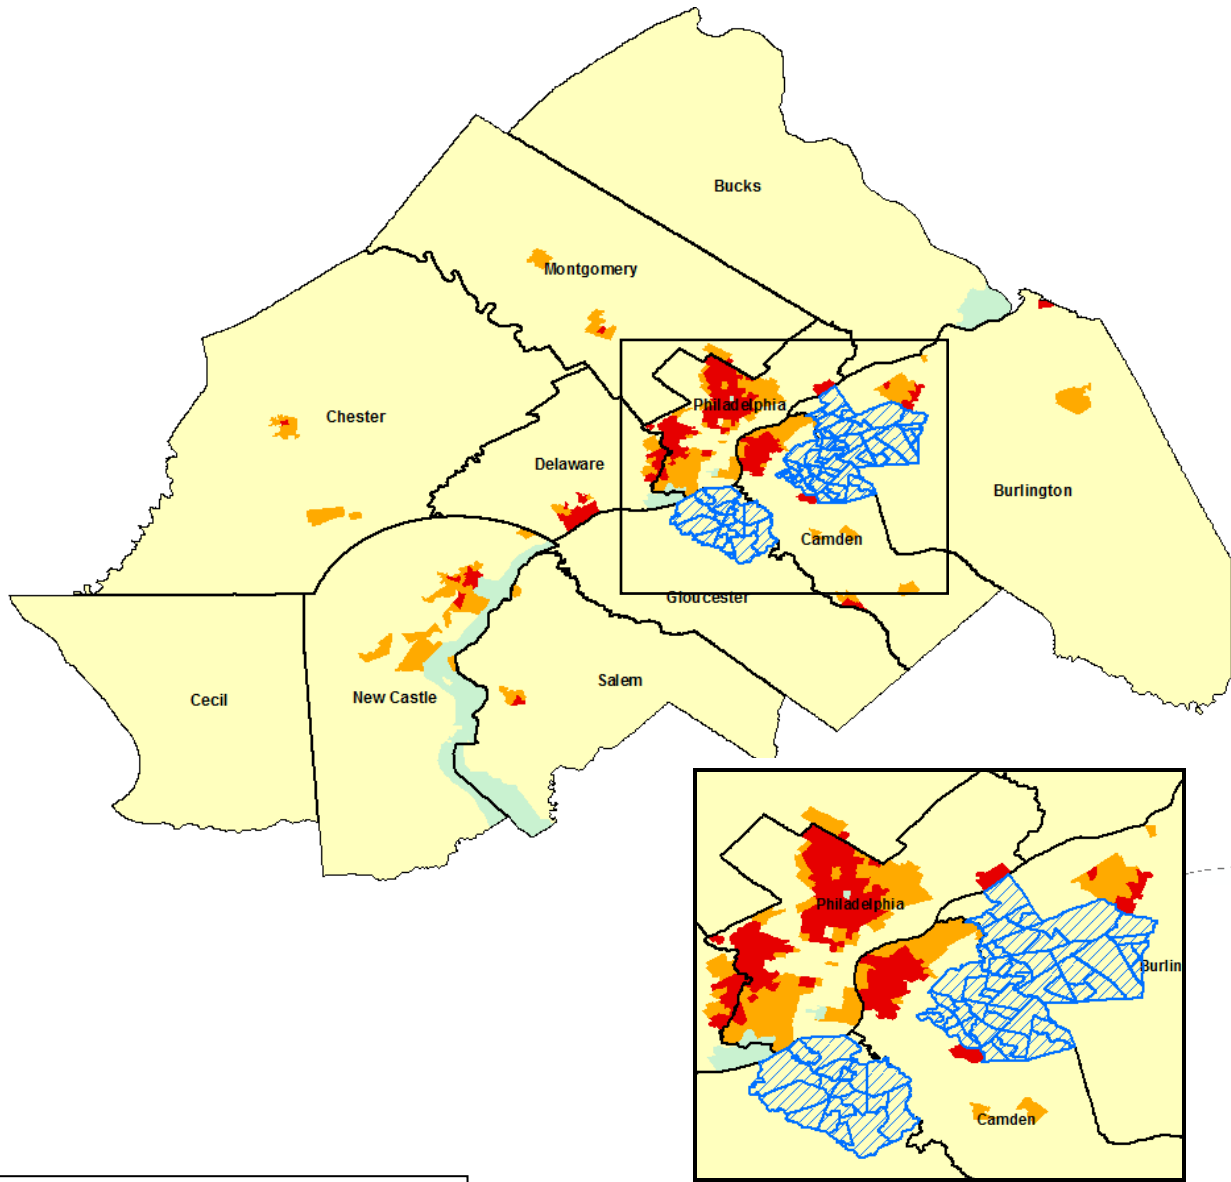 Bucks
Montgomery
Chester
Philadelphia
Delaware
Burlington
Camden
Gloucester
Salem
New Castle
Cecil
Philadelphia
Burlin
Camden